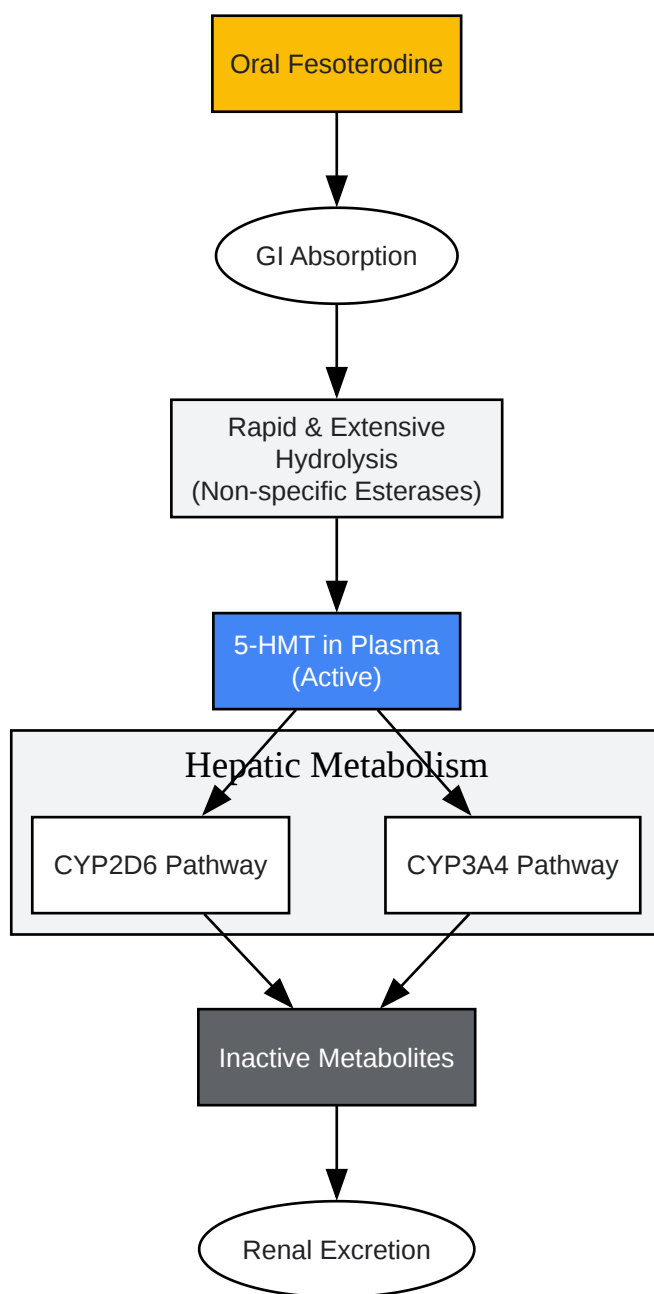 Oral Fesoterodine
GI Absorption
Rapid & Extensive
Hydrolysis
(Non-specific Esterases)
5-HMT in Plasma
(Active)
Hepatic Metabolism
CYP2D6 Pathway
CYP3A4 Pathway
Inactive Metabolites
Renal Excretion